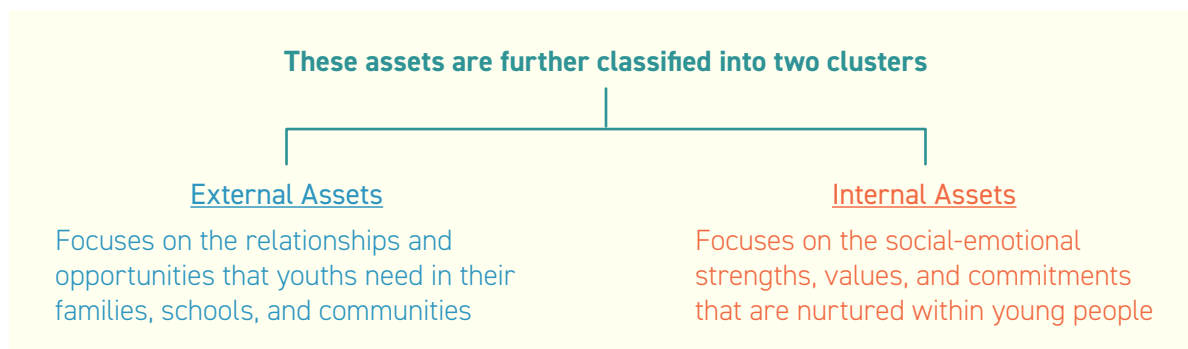 These assets are further classified into two clusters
External Assets
Focuses on the relationships and
opportunities that youths need in their
families, schools, and communities
Internal Assets
Focuses on the social-emotional
strengths, values, and commitments
that are nurtured within young people